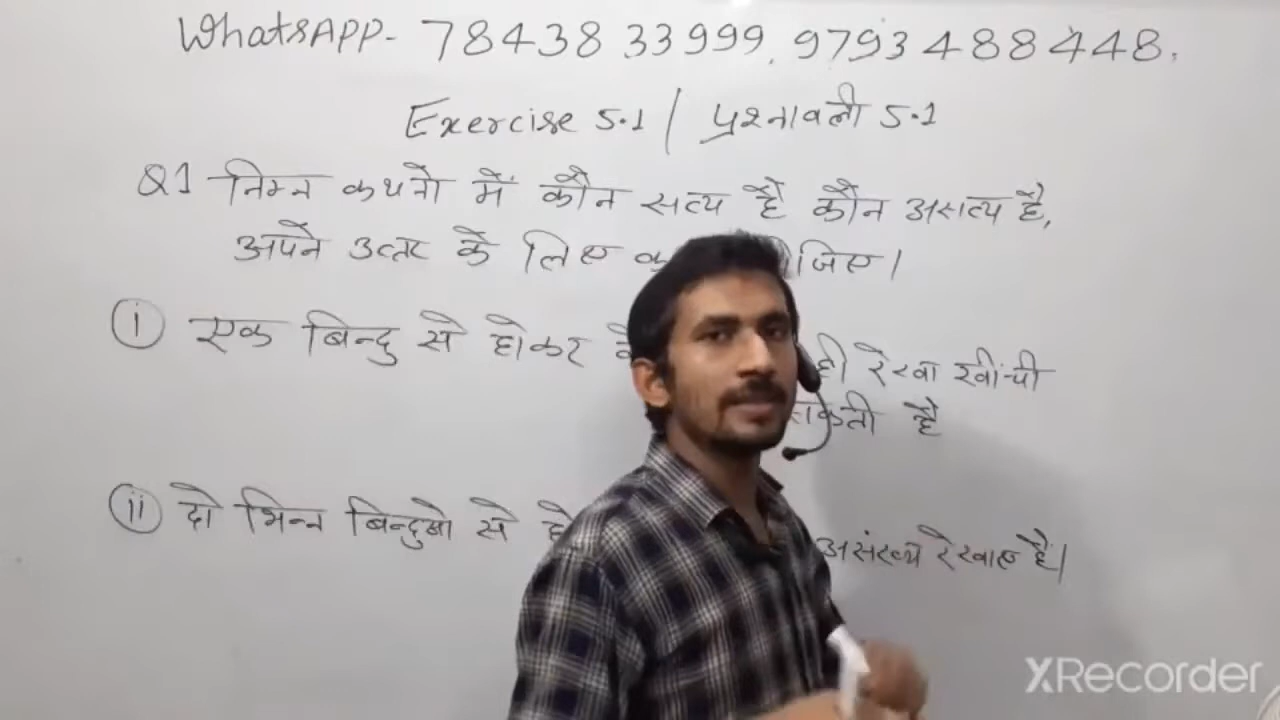 WhatsAPP- 78438 33999, 9793 488448.
Exercise 5.1 / प्रश्नावली 5.1
Q1 निम्न कथनो में कौन सत्य है कौन असत्य है,
अपने उत्तर के लिए जिए।
i एक बिन्दु से होकर ही रेखा खींची
सकती है
ii दो भिन्न बिन्दुओ से असंख्य रेखाए हैं।
XRecorder